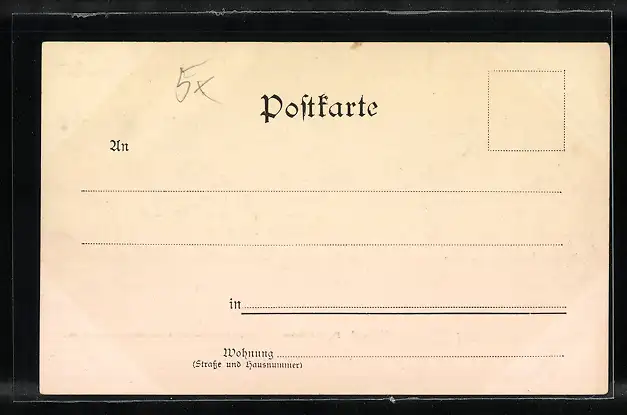 5x
Postkarte
An
in
Wohnung
(Straße und Hausnummer)